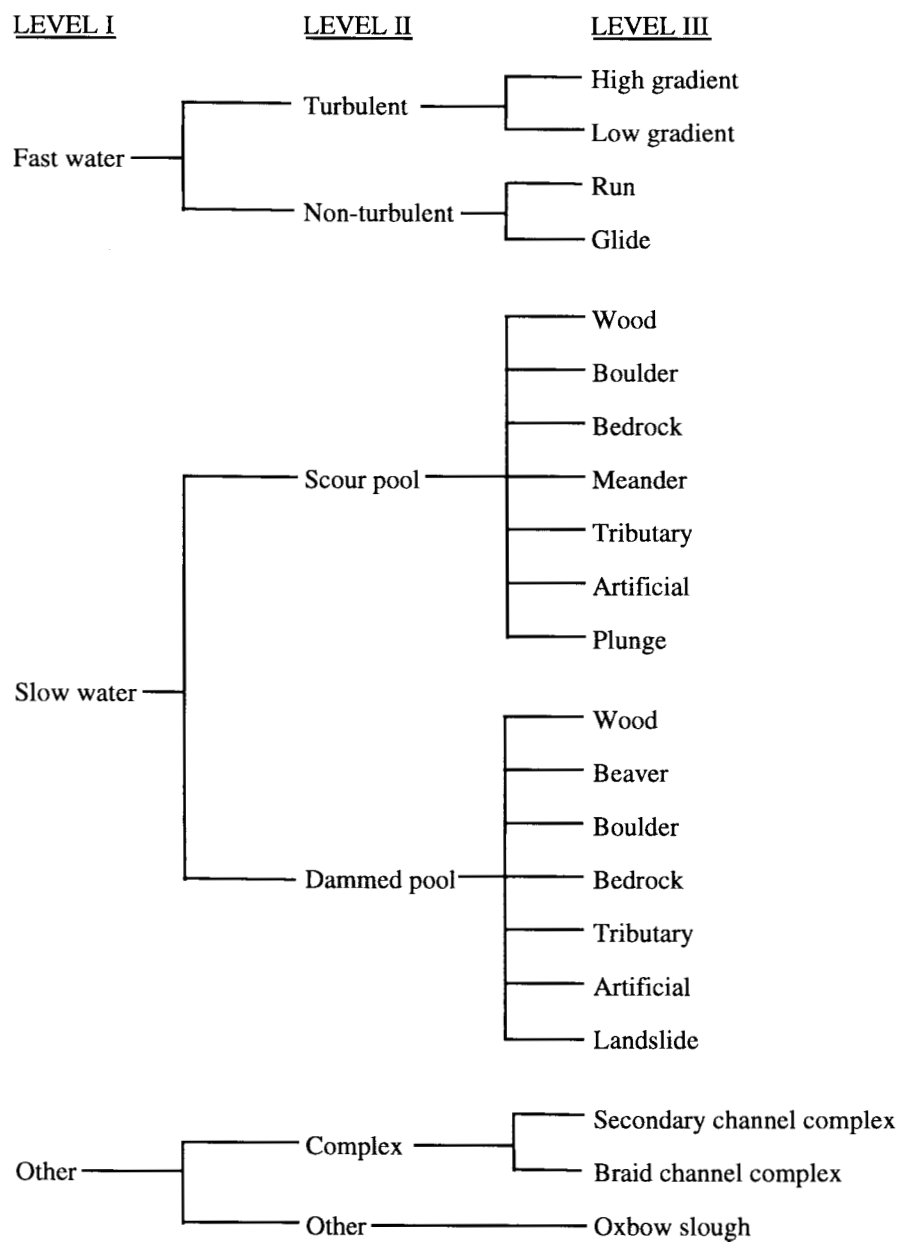 LEVEL I LEVEL II LEVEL III
High gradient
Turbulent
Low gradient
Fast water
Run
Non-turbulent
Glide
Wood
Boulder
Bedrock
Scour pool Meander
Tributary
Artificial
Plunge
Slow water
Wood
Beaver
Boulder
Dammed pool Bedrock
Tributary
Artificial
Landslide
Secondary channel complex
Complex
Braid channel complex
Other
Other Oxbow slough